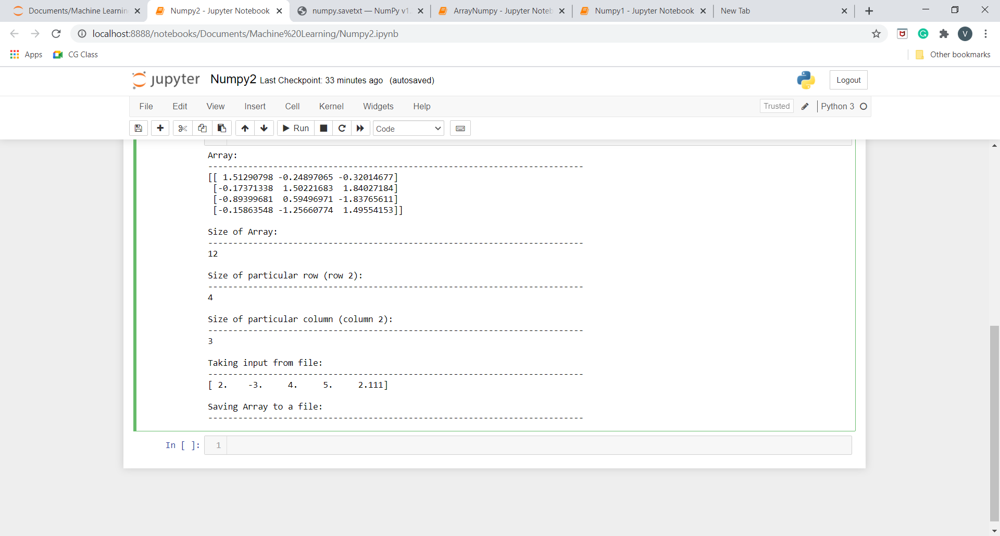 Documents/Machine Learnin
Numpy2 - Jupyter Notebook
numpy.savetxt — NumPy v1.
ArrayNumpy - Jupyter Noteb
Numpy1 - Jupyter Notebook
New Tab
localhost:8888/notebooks/Documents/Machine%20Learning/Numpy2.ipynb
V
Apps
CG Class
Other bookmarks
jupyter
Numpy2 Last Checkpoint: 33 minutes ago (autosaved)
Logout
File Edit View Insert Cell Kernel Widgets Help
Trusted
Python 3
Run
Code
Array:
---------------------------------------------------------------------------
[[ 1.51290798 -0.24897065 -0.32014677]
 [-0.17371338  1.50221683  1.84027184]
 [-0.89399681  0.59496971 -1.83765611]
 [-0.15863548 -1.25660774  1.49554153]]
Size of Array:
---------------------------------------------------------------------------
12
Size of particular row (row 2):
---------------------------------------------------------------------------
4
Size of particular column (column 2):
---------------------------------------------------------------------------
3
Taking input from file:
---------------------------------------------------------------------------
[ 2.    -3.     4.     5.     2.111]
Saving Array to a file:
---------------------------------------------------------------------------
In [ ]: 1